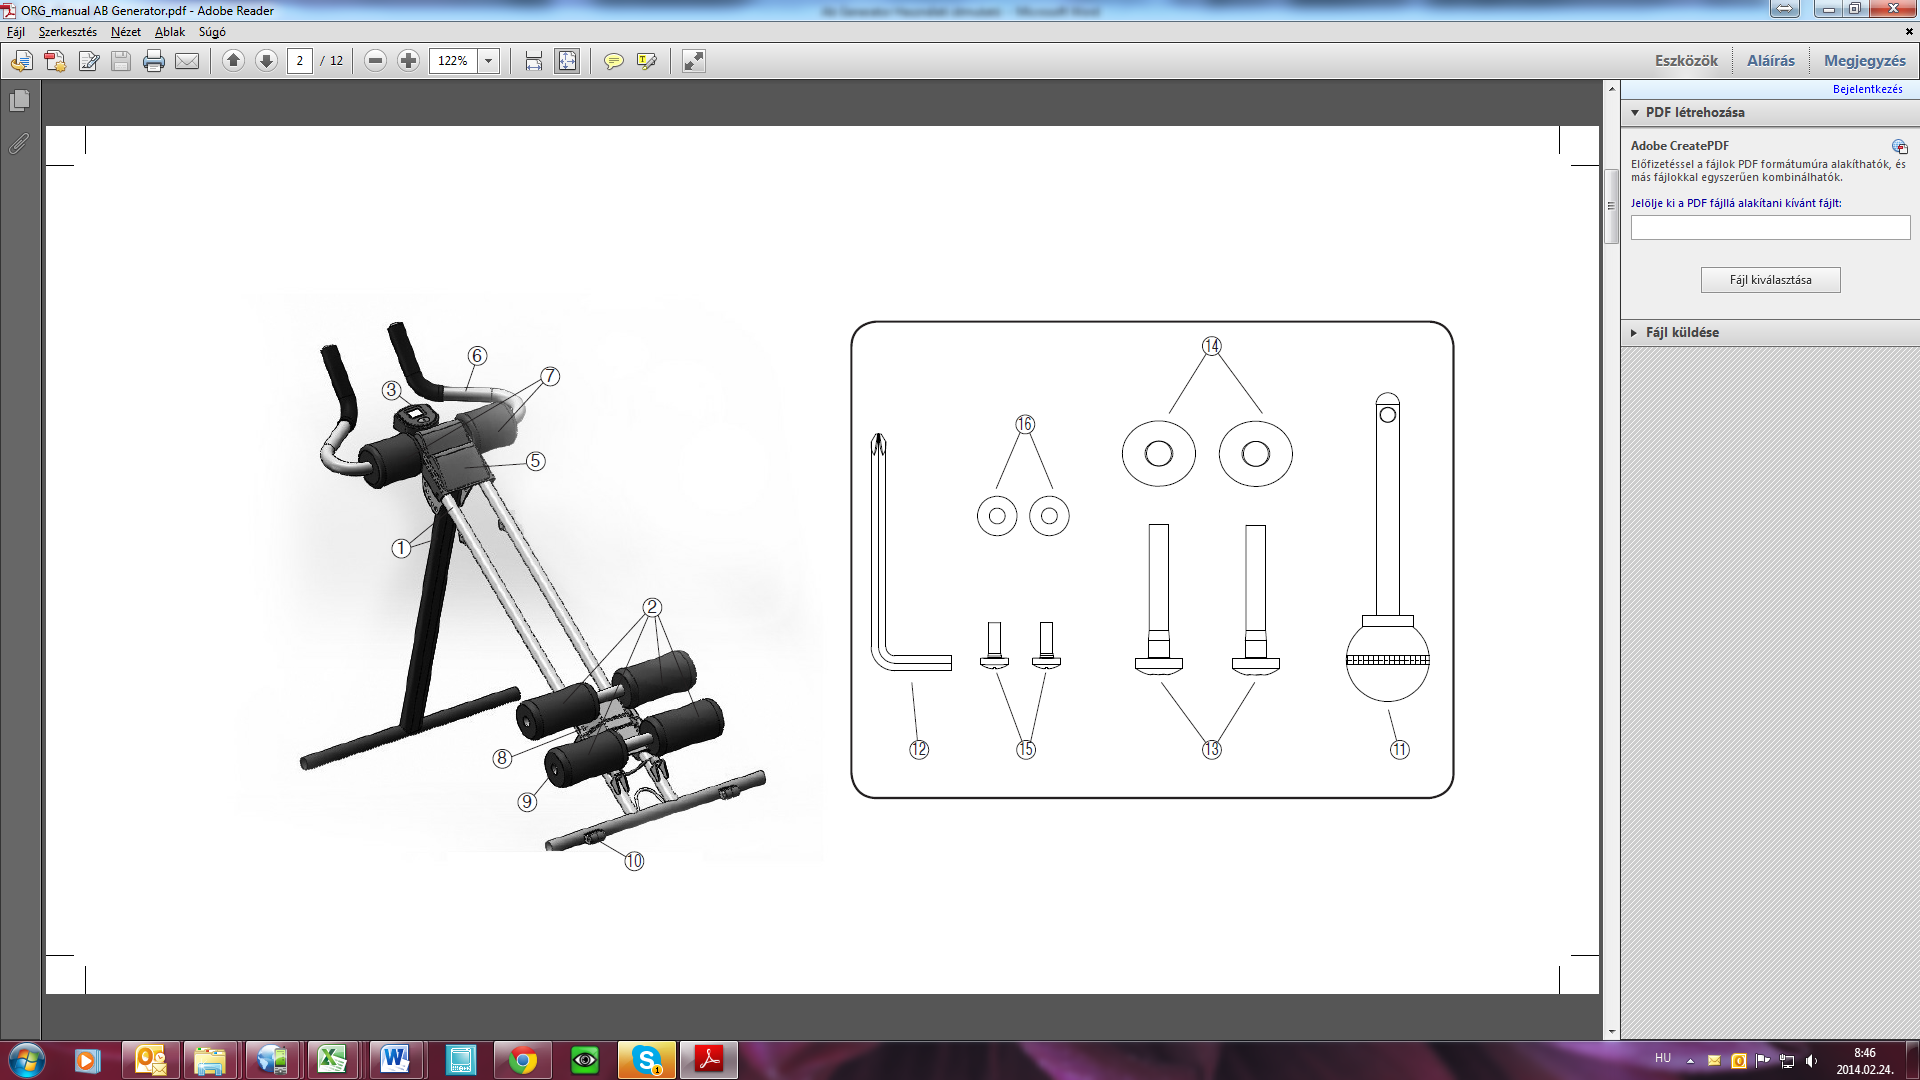 ORG_manual AB Generator.pdf - Adobe Reader
Fájl Szerkesztés Nézet Ablak Súgó
2 / 12 122% Eszközök Aláírás Megjegyzés
Bejelentkezés
PDF létrehozása
Adobe CreatePDF
Előfizetéssel a fájlok PDF formátumúra alakíthatók, és
más fájlokkal egyszerűen kombinálhatók.
Jelölje ki a PDF fájllá alakítani kívánt fájlt:
Fájl kiválasztása
Fájl küldése
6
7
3
5
1
2
8
9
10
14
16
12
15
13
11
HU
8:46
2014.02.24.